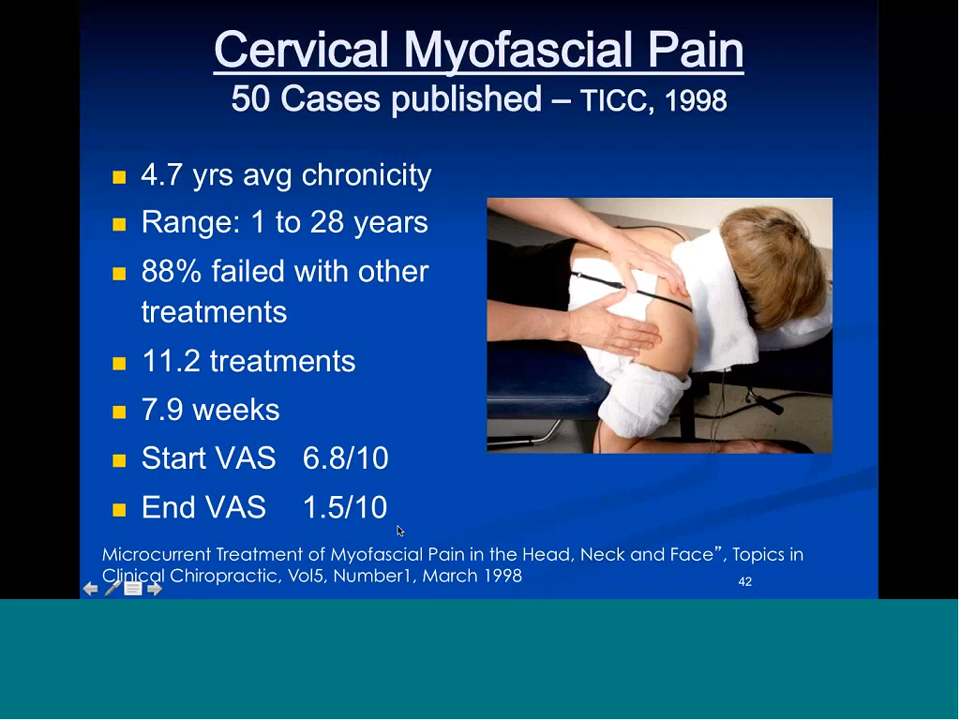 Cervical Myofascial Pain
50 Cases published – TICC, 1998
4.7 yrs avg chronicity
Range: 1 to 28 years
88% failed with other
treatments
11.2 treatments
7.9 weeks
Start VAS 6.8/10
End VAS 1.5/10
Microcurrent Treatment of Myofascial Pain in the Head, Neck and Face”, Topics in
Clinical Chiropractic, Vol5, Number1, March 1998
42